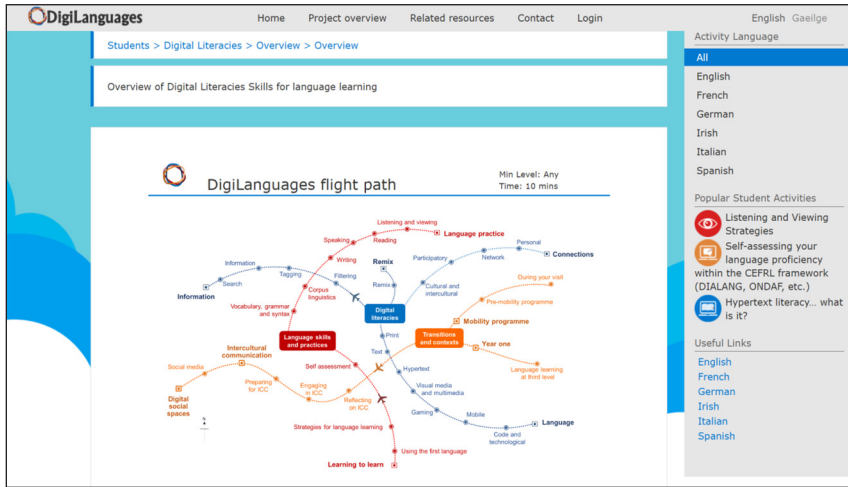 DigiLanguages
Home Project overview Related resources Contact Login
English Gaeilge
Students > Digital Literacies > Overview > Overview
Overview of Digital Literacies Skills for language learning
DigiLanguages flight path
Min Level: Any
Time: 10 mins
Listening and viewing
Language practice
Speaking
Reading
Writing
Corpus
linguistics
Vocabulary, grammar
and syntax
Language skills
and practices
Self assessment
Strategies for language learning
Using the first language
Learning to learn
Information
Search
Information
Tagging
Filtering
Remix
Remix
Digital
literacies
Cultural and
intercultural
Participatory
Network
Personal
Connections
Print
Text
Hypertext
Visual media
and multimedia
Gaming
Mobile
Code and
technological
Language
During your visit
Pre-mobility programme
Mobility programme
Transitions
and contexts
Year one
Language learning
at third level
Intercultural
communication
Social media
Digital
social
spaces
Preparing
for ICC
Engaging
in ICC
Reflecting
on ICC
Activity Language
All
English
French
German
Irish
Italian
Spanish
Popular Student Activities
Listening and Viewing
Strategies
Self-assessing your
language proficiency
within the CEFRL framework
(DIALANG, ONDAF, etc.)
Hypertext literacy... what
is it?
Useful Links
English
French
German
Irish
Italian
Spanish